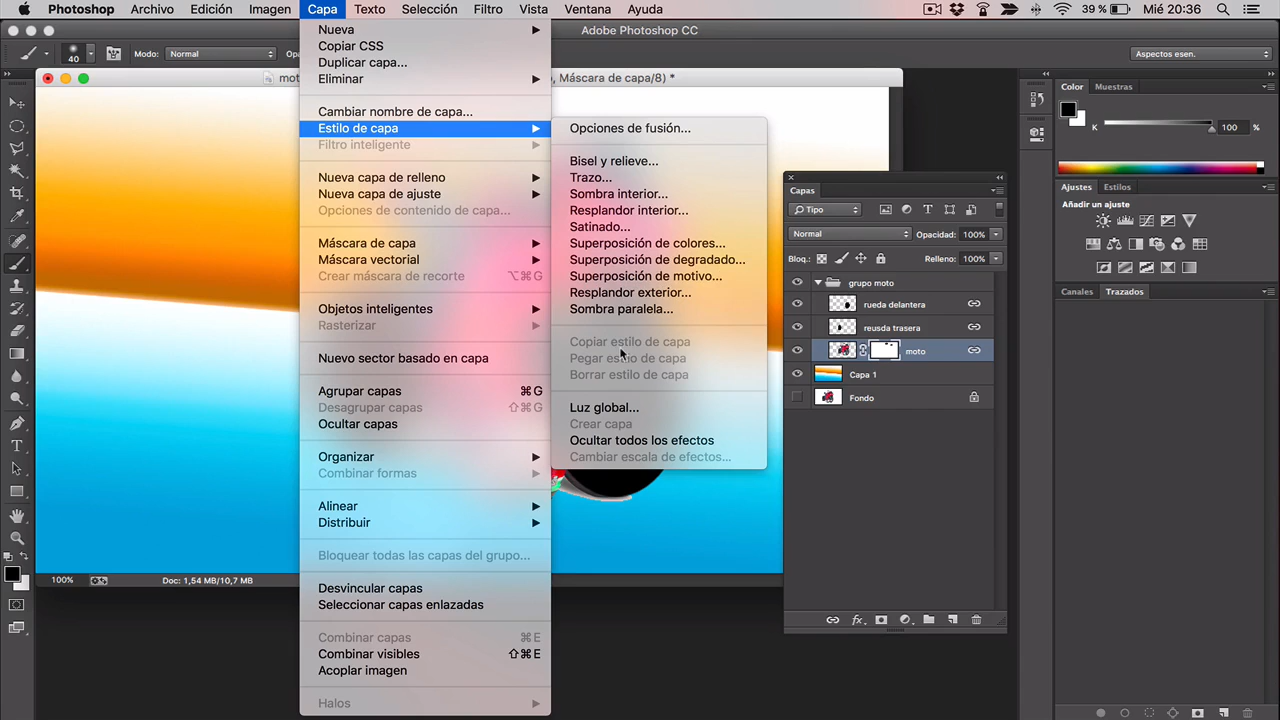 Photoshop Archivo Edición Imagen Capa Texto Selección Filtro Vista Ventana Ayuda 39 % Mié 20:36
Adobe Photoshop CC
40 Modo: Normal Aspectos esen.
Máscara de capa/8) *
Nueva
Copiar CSS
Duplicar capa...
Eliminar
Cambiar nombre de capa...
Estilo de capa
Filtro inteligente
Nueva capa de relleno
Nueva capa de ajuste
Opciones de contenido de capa...
Máscara de capa
Máscara vectorial
Crear máscara de recorte ⌥⌘G
Objetos inteligentes
Rasterizar
Nuevo sector basado en capa
Agrupar capas ⌘G
Desagrupar capas ⇧⌘G
Ocultar capas
Organizar
Combinar formas
Alinear
Distribuir
Bloquear todas las capas del grupo...
Desvincular capas
Seleccionar capas enlazadas
Combinar capas ⌘E
Combinar visibles ⇧⌘E
Acoplar imagen
Halos
Opciones de fusión...
Bisel y relieve...
Trazo...
Sombra interior...
Resplandor interior...
Satinado...
Superposición de colores...
Superposición de degradado...
Superposición de motivo...
Resplandor exterior...
Sombra paralela...
Copiar estilo de capa
Pegar estilo de capa
Borrar estilo de capa
Luz global...
Crear capa
Ocultar todos los efectos
Cambiar escala de efectos...
Capas
Tipo
Normal Opacidad: 100%
Bloq.: Relleno: 100%
grupo moto
rueda delantera
reusda trasera
moto
Capa 1
Fondo
Color Muestras
K 100 %
Ajustes Estilos
Añadir un ajuste
Canales Trazados
100% Doc: 1,54 MB/10,7 MB